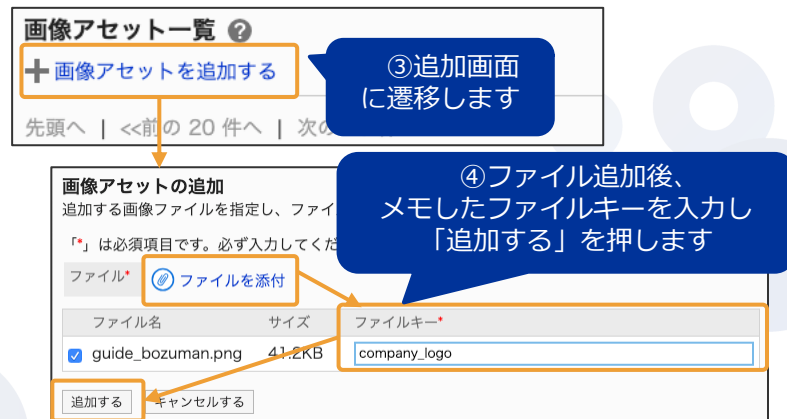 画像アセット一覧
画像アセットを追加する
③追加画面
に遷移します
先頭へ | <<前の 20 件へ | 次の
④ファイル追加後、
メモしたファイルキーを入力し
「追加する」を押します
画像アセットの追加
追加する画像ファイルを指定し、ファイ
「*」は必須項目です。必ず入力してくだ
ファイル* ファイルを添付
ファイル名 サイズ ファイルキー*
guide_bozuman.png 41.2KB company_logo
追加する キャンセルする